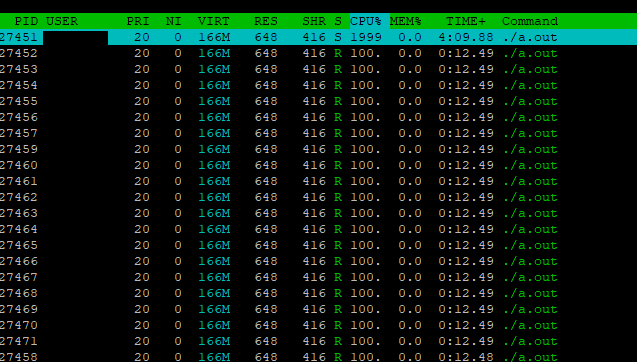 PID USER PRI NI VIRT RES SHR S CPU% MEM% TIME+ Command
27451 20 0 166M 648 416 S 1999 0.0 4:09.88 ./a.out
27452 20 0 166M 648 416 R 100. 0.0 0:12.49 ./a.out
27453 20 0 166M 648 416 R 100. 0.0 0:12.49 ./a.out
27454 20 0 166M 648 416 R 100. 0.0 0:12.49 ./a.out
27455 20 0 166M 648 416 R 100. 0.0 0:12.49 ./a.out
27456 20 0 166M 648 416 R 100. 0.0 0:12.49 ./a.out
27457 20 0 166M 648 416 R 100. 0.0 0:12.49 ./a.out
27459 20 0 166M 648 416 R 100. 0.0 0:12.49 ./a.out
27460 20 0 166M 648 416 R 100. 0.0 0:12.49 ./a.out
27461 20 0 166M 648 416 R 100. 0.0 0:12.49 ./a.out
27462 20 0 166M 648 416 R 100. 0.0 0:12.49 ./a.out
27463 20 0 166M 648 416 R 100. 0.0 0:12.49 ./a.out
27464 20 0 166M 648 416 R 100. 0.0 0:12.49 ./a.out
27465 20 0 166M 648 416 R 100. 0.0 0:12.49 ./a.out
27466 20 0 166M 648 416 R 100. 0.0 0:12.49 ./a.out
27467 20 0 166M 648 416 R 100. 0.0 0:12.49 ./a.out
27468 20 0 166M 648 416 R 100. 0.0 0:12.49 ./a.out
27469 20 0 166M 648 416 R 100. 0.0 0:12.49 ./a.out
27470 20 0 166M 648 416 R 100. 0.0 0:12.49 ./a.out
27471 20 0 166M 648 416 R 100. 0.0 0:12.49 ./a.out
27458 20 0 166M 648 416 R 100. 0.0 0:12.48 ./a.out